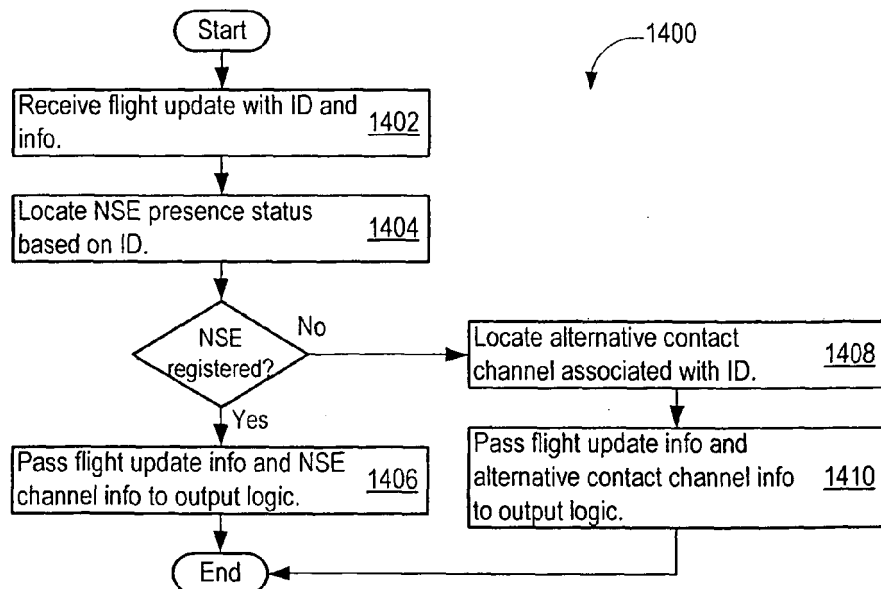 Start
1400
Receive flight update with ID and
info.
1402
Locate NSE presence status
based on ID.
1404
NSE
registered?
No
Yes
Locate alternative contact
channel associated with ID.
1408
Pass flight update info and NSE
channel info to output logic.
1406
Pass flight update info and
alternative contact channel info
to output logic.
1410
End